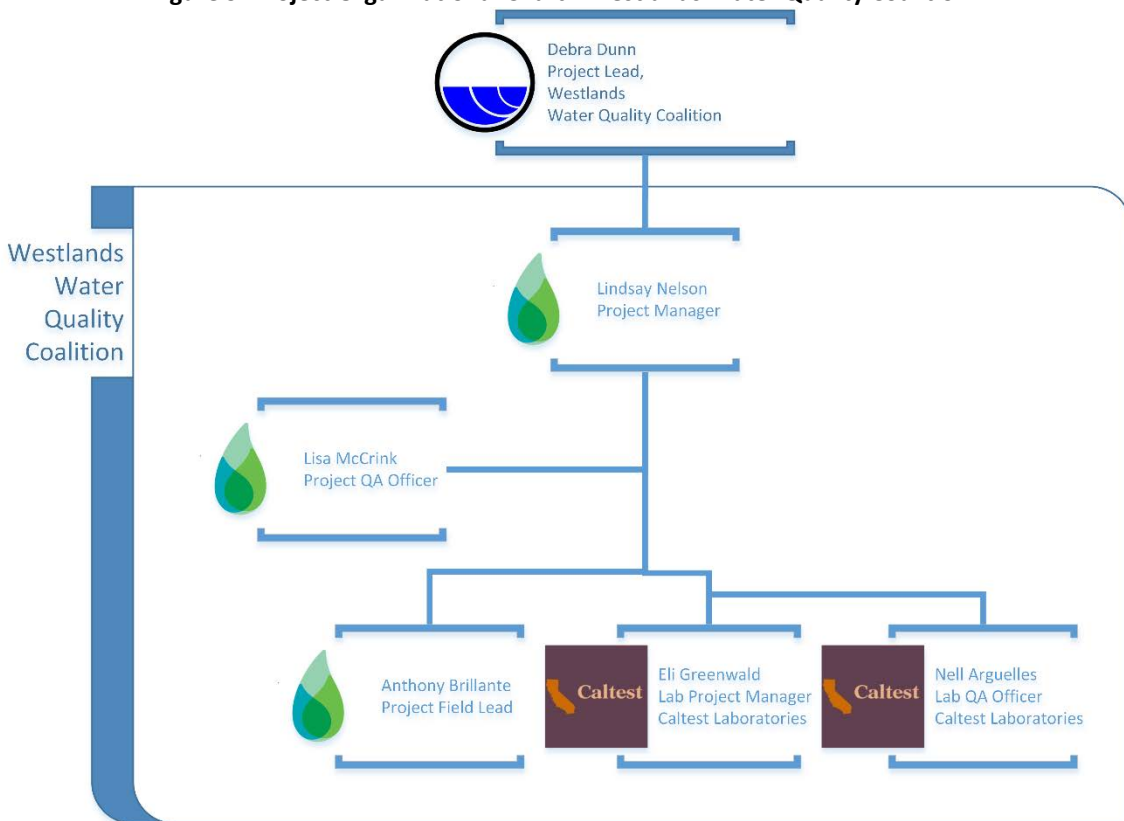 Debra Dunn
Project Lead,
Westlands
Water Quality Coalition
Westlands
Water
Quality
Coalition
Lindsay Nelson
Project Manager
Lisa McCrink
Project QA Officer
Anthony Brillante
Project Field Lead
Caltest
Eli Greenwald
Lab Project Manager
Caltest Laboratories
Caltest
Nell Arguelles
Lab QA Officer
Caltest Laboratories